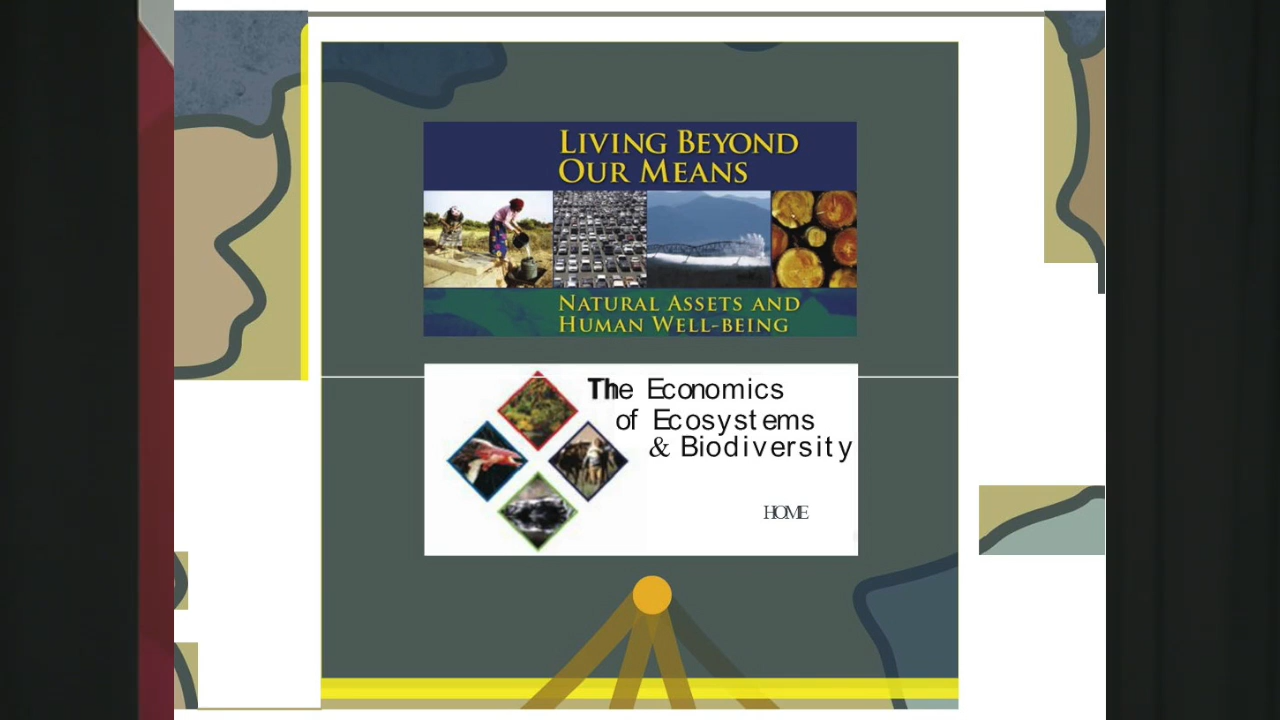 LIVING BEYOND
OUR MEANS
NATURAL ASSETS AND
HUMAN WELL-BEING
The Economics
of Ecosystems
& Biodiversity
HOME